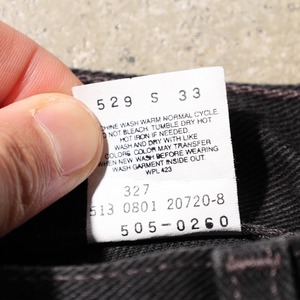 529 S 33
MACHINE WASH WARM NORMAL CYCLE.
DO NOT BLEACH. TUMBLE DRY HOT
HOT IRON IF NEEDED.
WASH AND DRY WITH LIKE
COLORS. COLOR MAY TRANSFER
WHEN NEW WASH BEFORE WEARING
WASH GARMENT INSIDE OUT.
WPL 423
327
513 0801 20720-8
505-0260